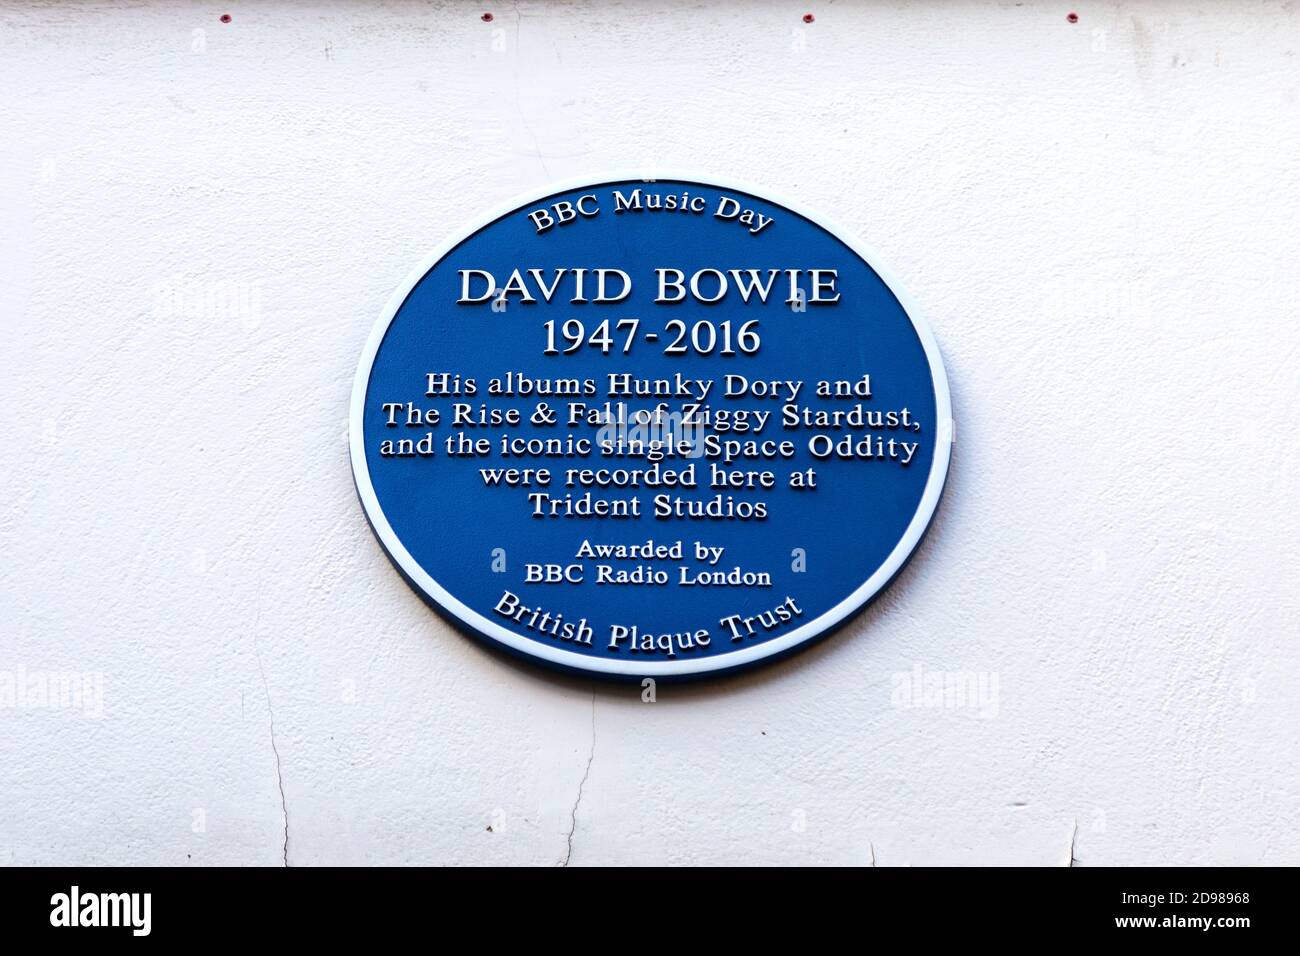 BBC Music Day
DAVID BOWIE
1947-2016
His albums Hunky Dory and
The Rise & Fall of Ziggy Stardust,
and the iconic single Space Oddity
were recorded here at
Trident Studios
Awarded by
BBC Radio London
British Plaque Trust
alamy
a
alamy
Image ID: 2D98968
www.alamy.com